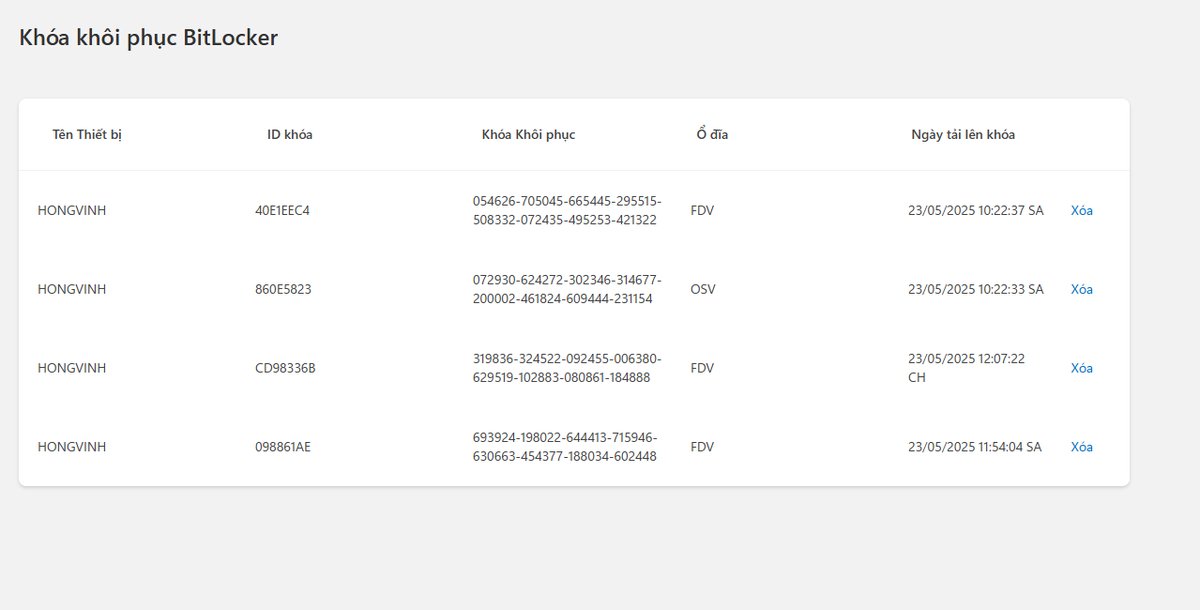 Khóa khôi phục BitLocker
Tên Thiết bị ID khóa Khóa Khôi phục Ổ đĩa Ngày tải lên khóa
HONGVINH 40E1EEC4 054626-705045-665445-295515- FDV 23/05/2025 10:22:37 SA Xóa
508332-072435-495253-421322
HONGVINH 860E5823 072930-624272-302346-314677- OSV 23/05/2025 10:22:33 SA Xóa
200002-461824-609444-231154
HONGVINH CD98336B 319836-324522-092455-006380- FDV 23/05/2025 12:07:22 Xóa
629519-102883-080861-184888 CH
HONGVINH 098861AE 693924-198022-644413-715946- FDV 23/05/2025 11:54:04 SA Xóa
630663-454377-188034-602448